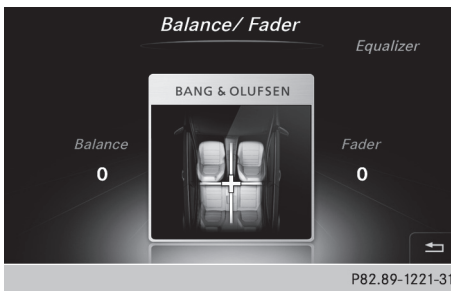 Balance/ Fader
Equalizer
BANG & OLUFSEN
Balance
Fader
0
0
P82.89-1221-31